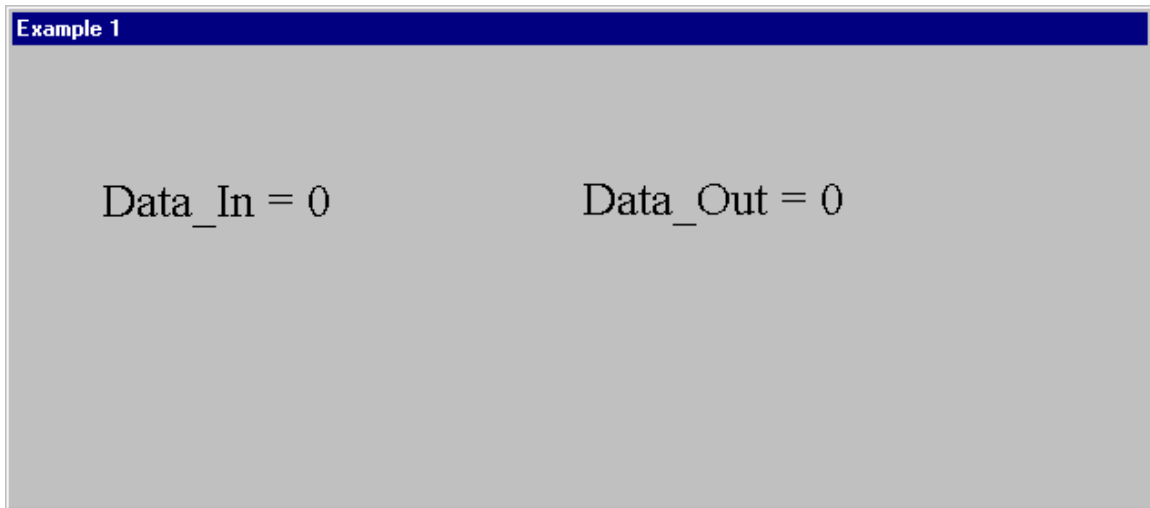 Example 1
Data_In = 0 Data_Out = 0